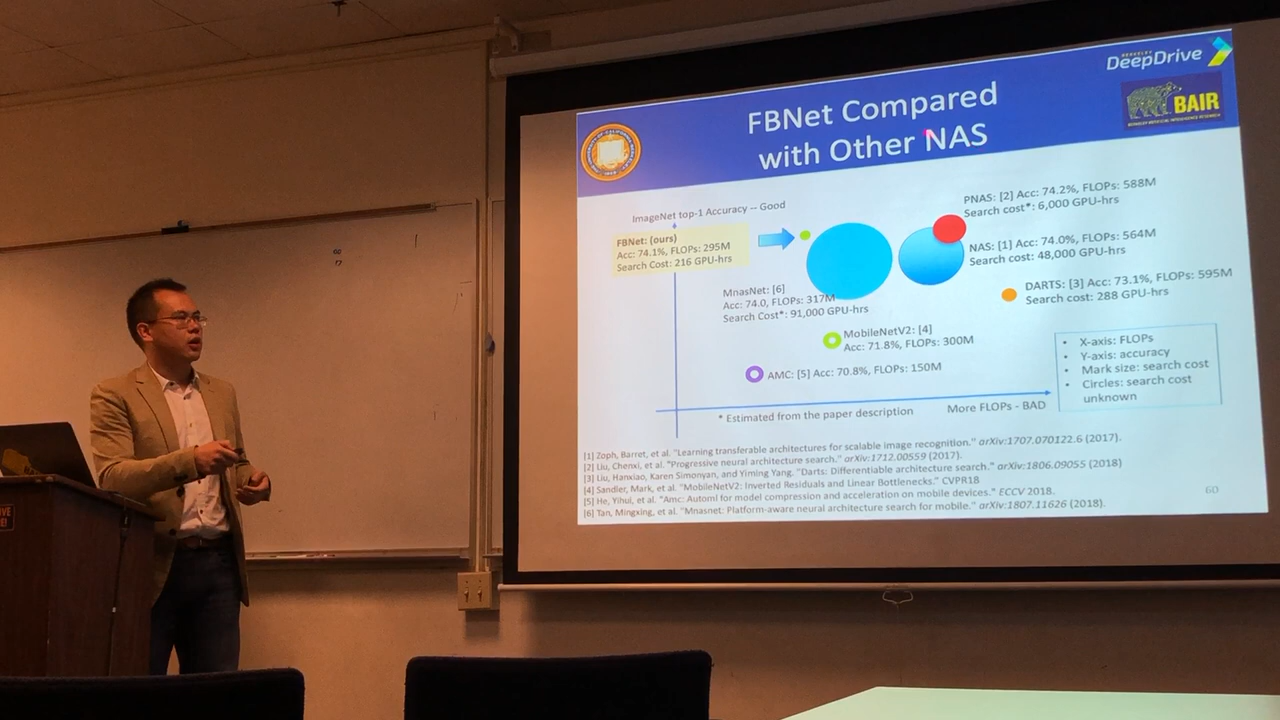 BERKELEY
DeepDrive
BAIR
BERKELEY ARTIFICIAL INTELLIGENCE RESEARCH
FBNet Compared
with Other NAS
ImageNet top-1 Accuracy -- Good
FBNet: (ours)
Acc: 74.1%, FLOPs: 295M
Search Cost: 216 GPU-hrs
PNAS: [2] Acc: 74.2%, FLOPs: 588M
Search cost*: 6,000 GPU-hrs
NAS: [1] Acc: 74.0%, FLOPs: 564M
Search cost: 48,000 GPU-hrs
DARTS: [3] Acc: 73.1%, FLOPs: 595M
Search cost: 288 GPU-hrs
MnasNet: [6]
Acc: 74.0, FLOPs: 317M
Search Cost*: 91,000 GPU-hrs
MobileNetV2: [4]
Acc: 71.8%, FLOPs: 300M
AMC: [5] Acc: 70.8%, FLOPs: 150M
• X-axis: FLOPs
• Y-axis: accuracy
• Mark size: search cost
• Circles: search cost
unknown
* Estimated from the paper description
More FLOPs - BAD
[1] Zoph, Barret, et al. "Learning transferable architectures for scalable image recognition." arXiv:1707.070122.6 (2017).
[2] Liu, Chenxi, et al. "Progressive neural architecture search." arXiv:1712.00559 (2017).
[3] Liu, Hanxiao, Karen Simonyan, and Yiming Yang. "Darts: Differentiable architecture search." arXiv:1806.09055 (2018)
[4] Sandler, Mark, et al. "MobileNetV2: Inverted Residuals and Linear Bottlenecks." CVPR18
[5] He, Yihui, et al. "Amc: Automl for model compression and acceleration on mobile devices." ECCV 2018.
[6] Tan, Mingxing, et al. "Mnasnet: Platform-aware neural architecture search for mobile." arXiv:1807.11626 (2018).
60